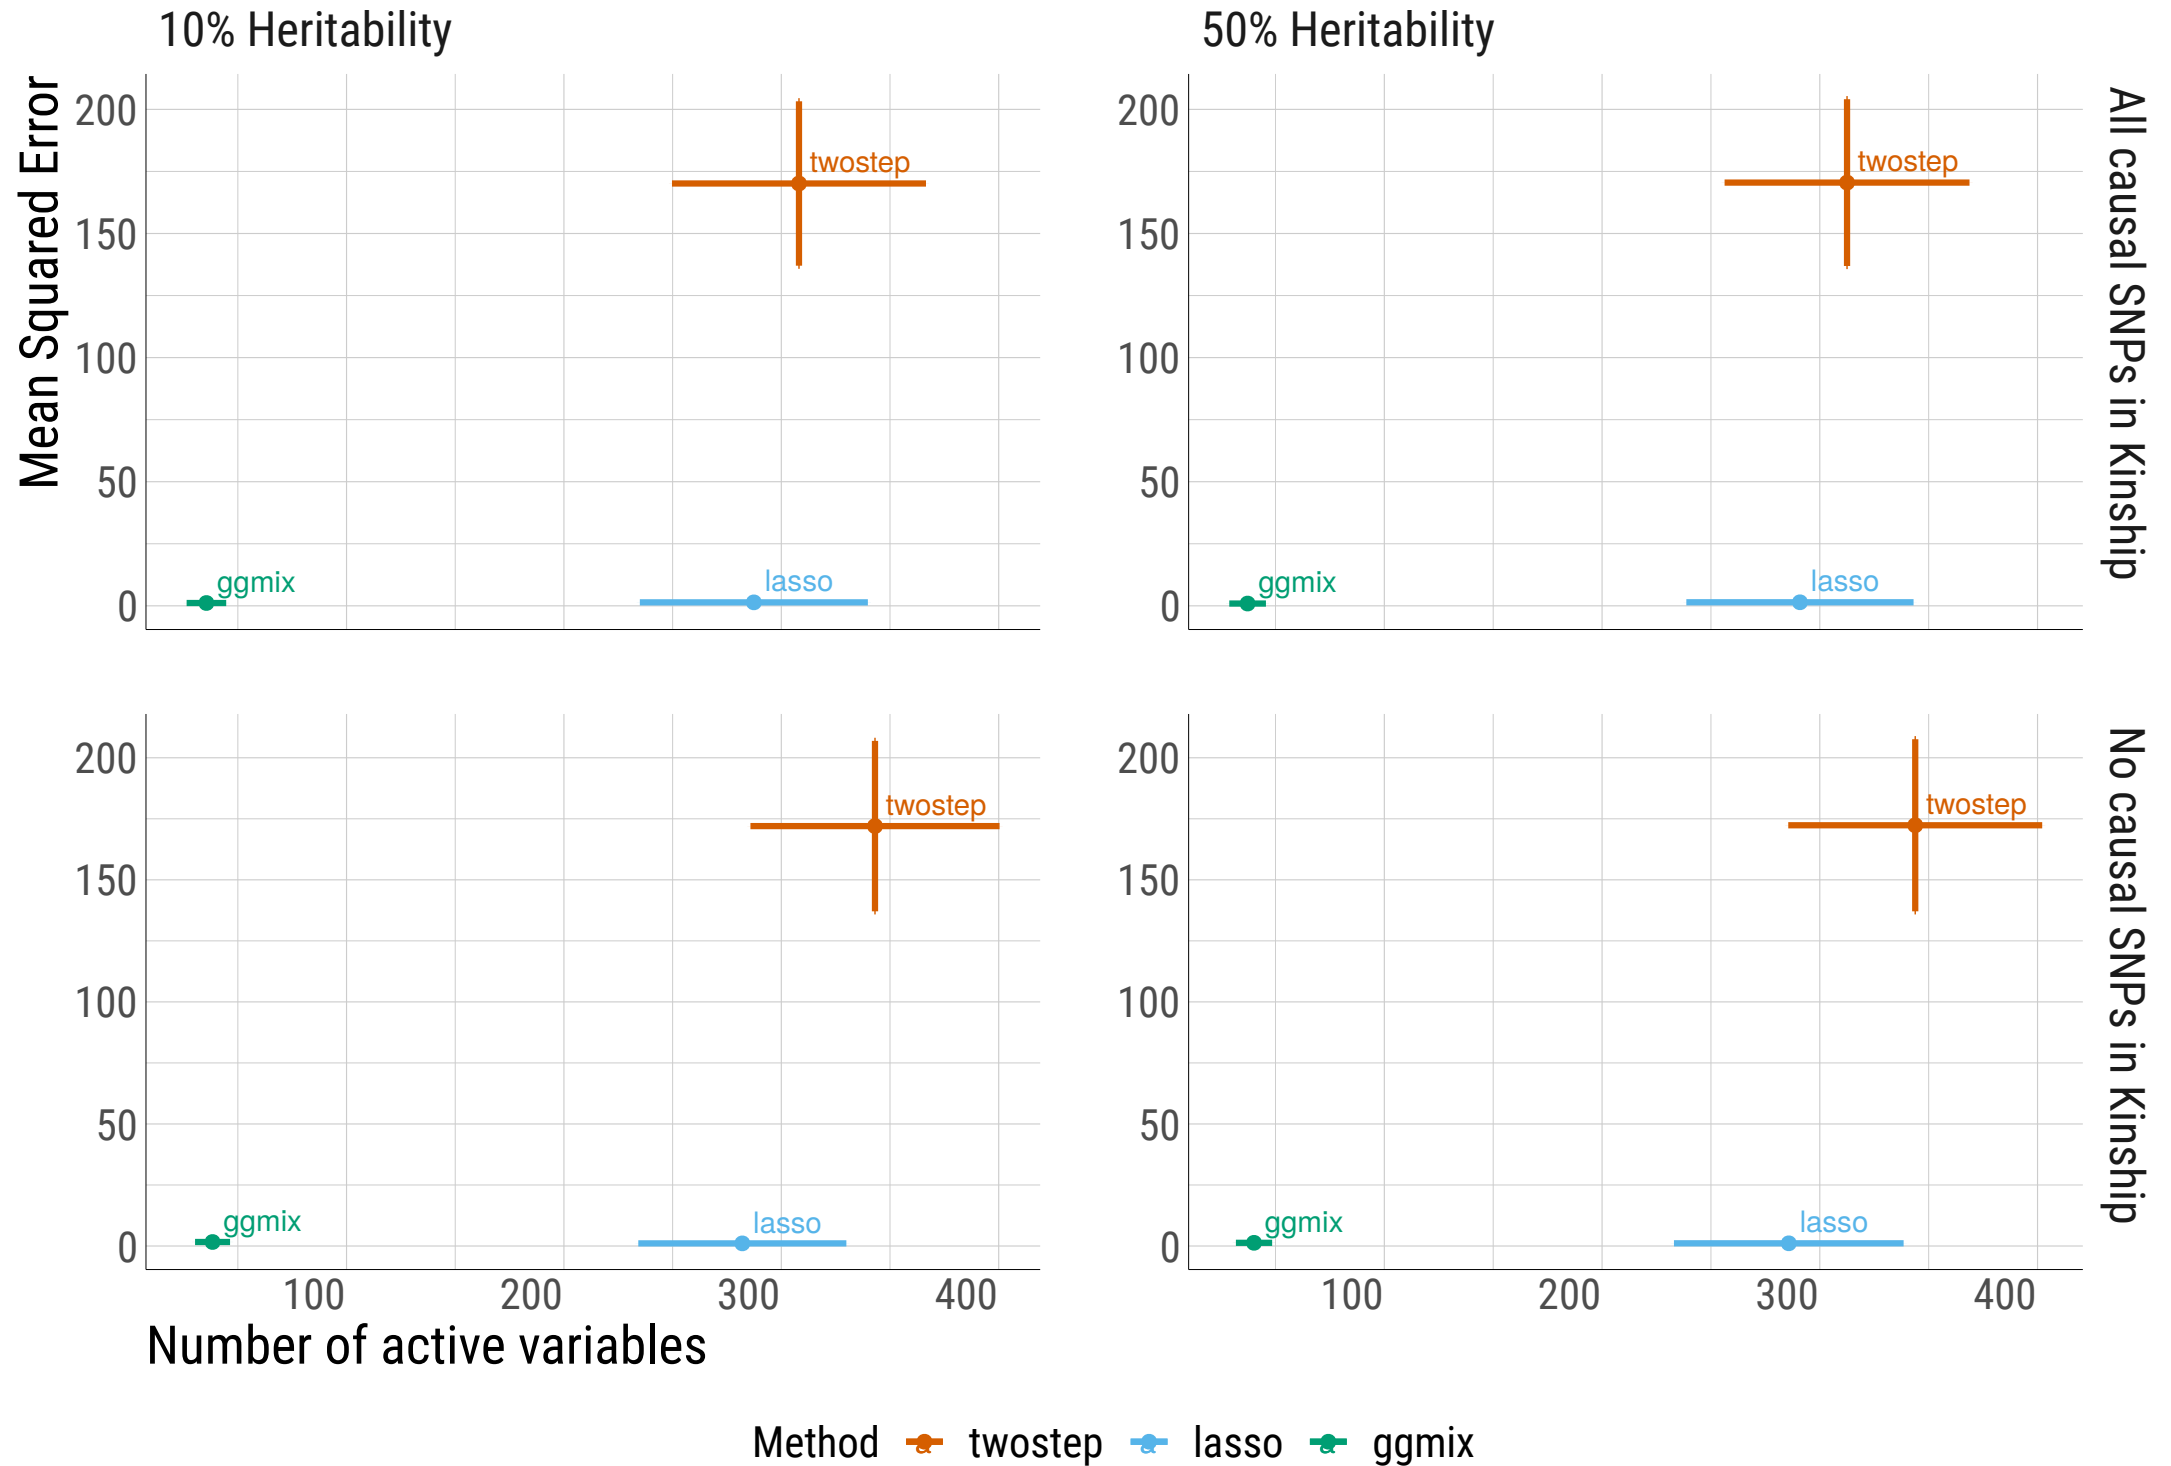 10% Heritability
50% Heritability
Mean Squared Error
200
150
100
50
0
twostep
ggmix
lasso
200
150
100
50
0
twostep
ggmix
lasso
All causal SNPs in Kinship
200
150
100
50
0
twostep
ggmix
lasso
100 200 300 400
200
150
100
50
0
twostep
ggmix
lasso
100 200 300 400
No causal SNPs in Kinship
Number of active variables
Method twostep lasso ggmix